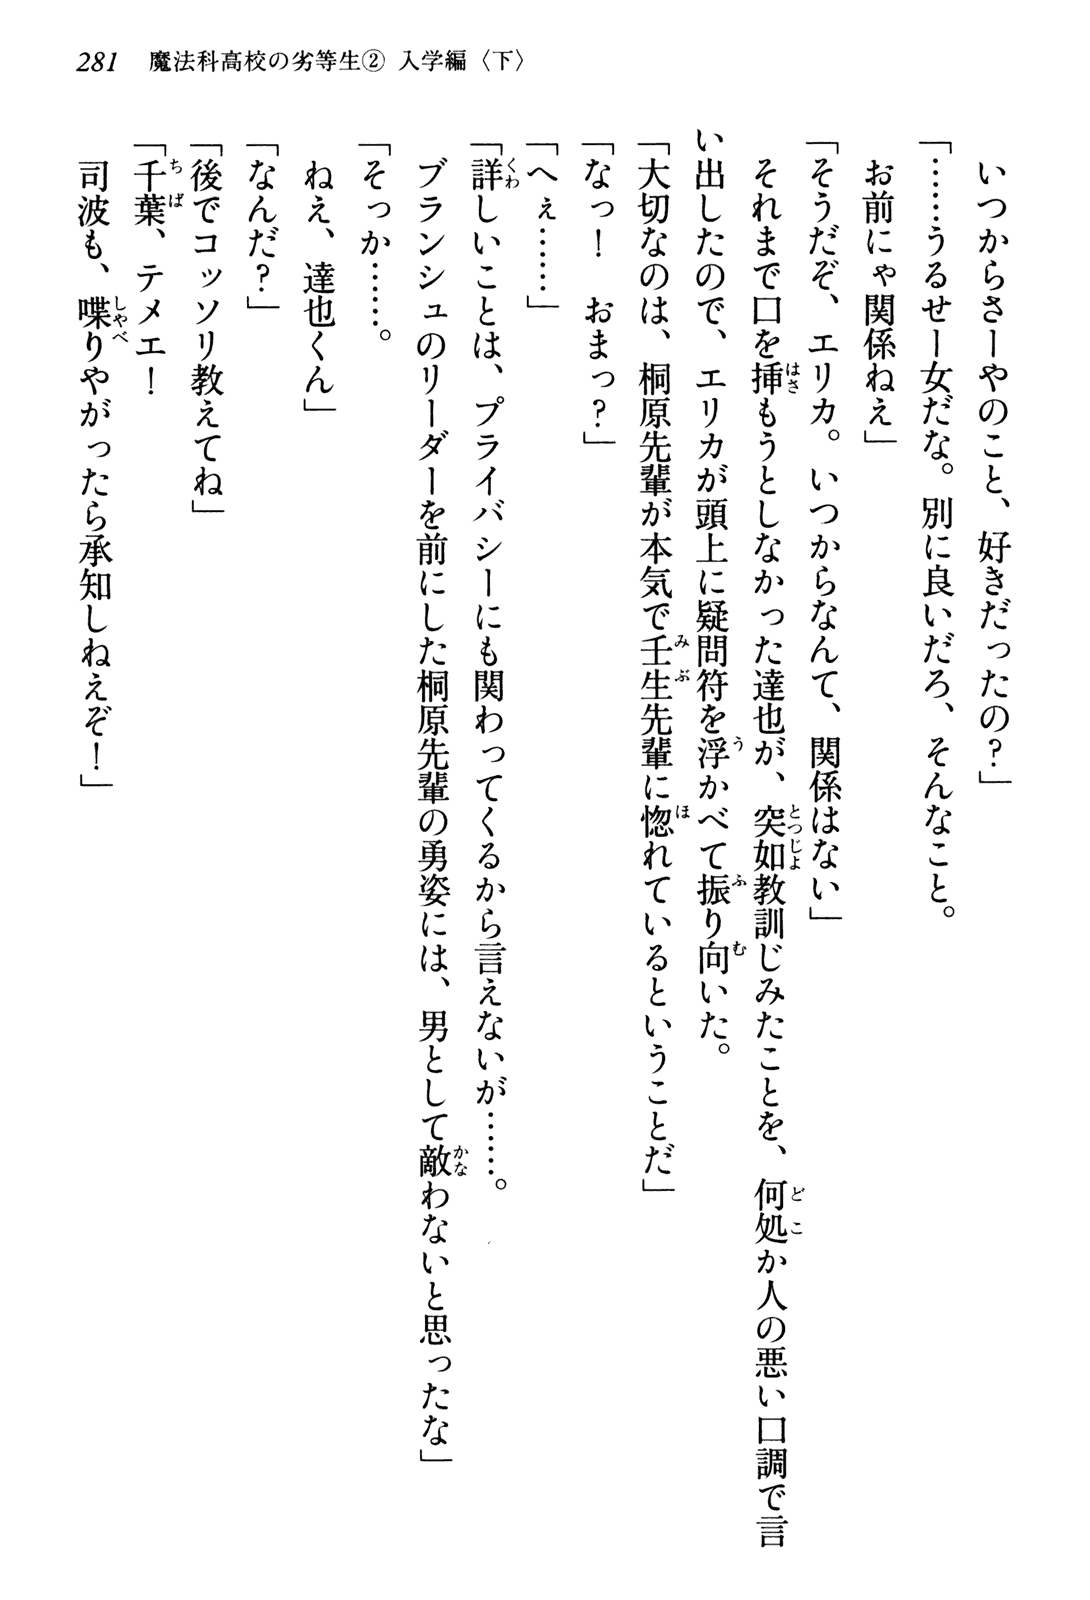 281　魔法科高校の劣等生② 入学編〈下〉
いつからさーやのこと、好きだったの？」
「……うるせー女だな。別に良いだろ、そんなこと。
お前にゃ関係ねぇ」
「そうだぞ、エリカ。いつからなんて、関係はない」
それまで口を挿もうとしなかった達也が、突如教訓じみたことを、何処か人の悪い口調で言
い出したので、エリカが頭上に疑問符を浮かべて振り向いた。
「大切なのは、桐原先輩が本気で壬生先輩に惚れているということだ」
「なっ！　おまっ？」
「へぇ……」
「詳しいことは、プライバシーにも関わってくるから言えないが……。
ブランシュのリーダーを前にした桐原先輩の勇姿には、男として敵わないと思ったな」
「そっか……。
ねえ、達也くん」
「なんだ？」
「後でコッソリ教えてね」
「千葉、テメエ！
司波も、喋りやがったら承知しねえぞ！」